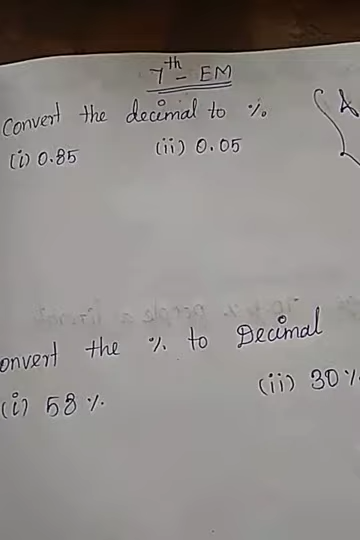 7th - EM
Convert the decimal to %
(i) 0.85 (ii) 0.05
onvert the % to Decimal
(i) 58 % (ii) 30 %